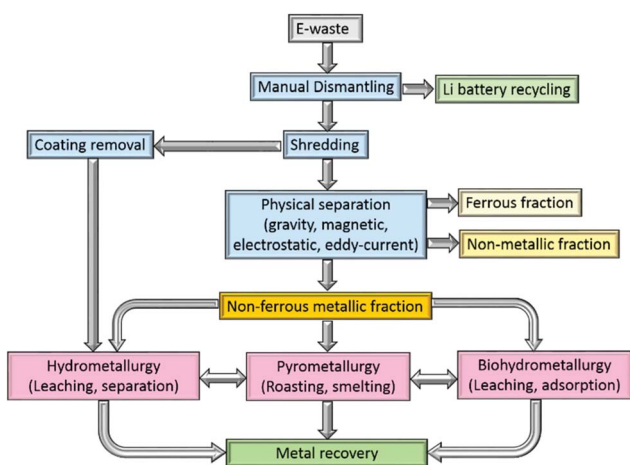 E-waste
Manual Dismantling
Li battery recycling
Coating removal
Shredding
Physical separation
(gravity, magnetic,
electrostatic, eddy-current)
Ferrous fraction
Non-metallic fraction
Non-ferrous metallic fraction
Hydrometallurgy
(Leaching, separation)
Pyrometallurgy
(Roasting, smelting)
Biohydrometallurgy
(Leaching, adsorption)
Metal recovery